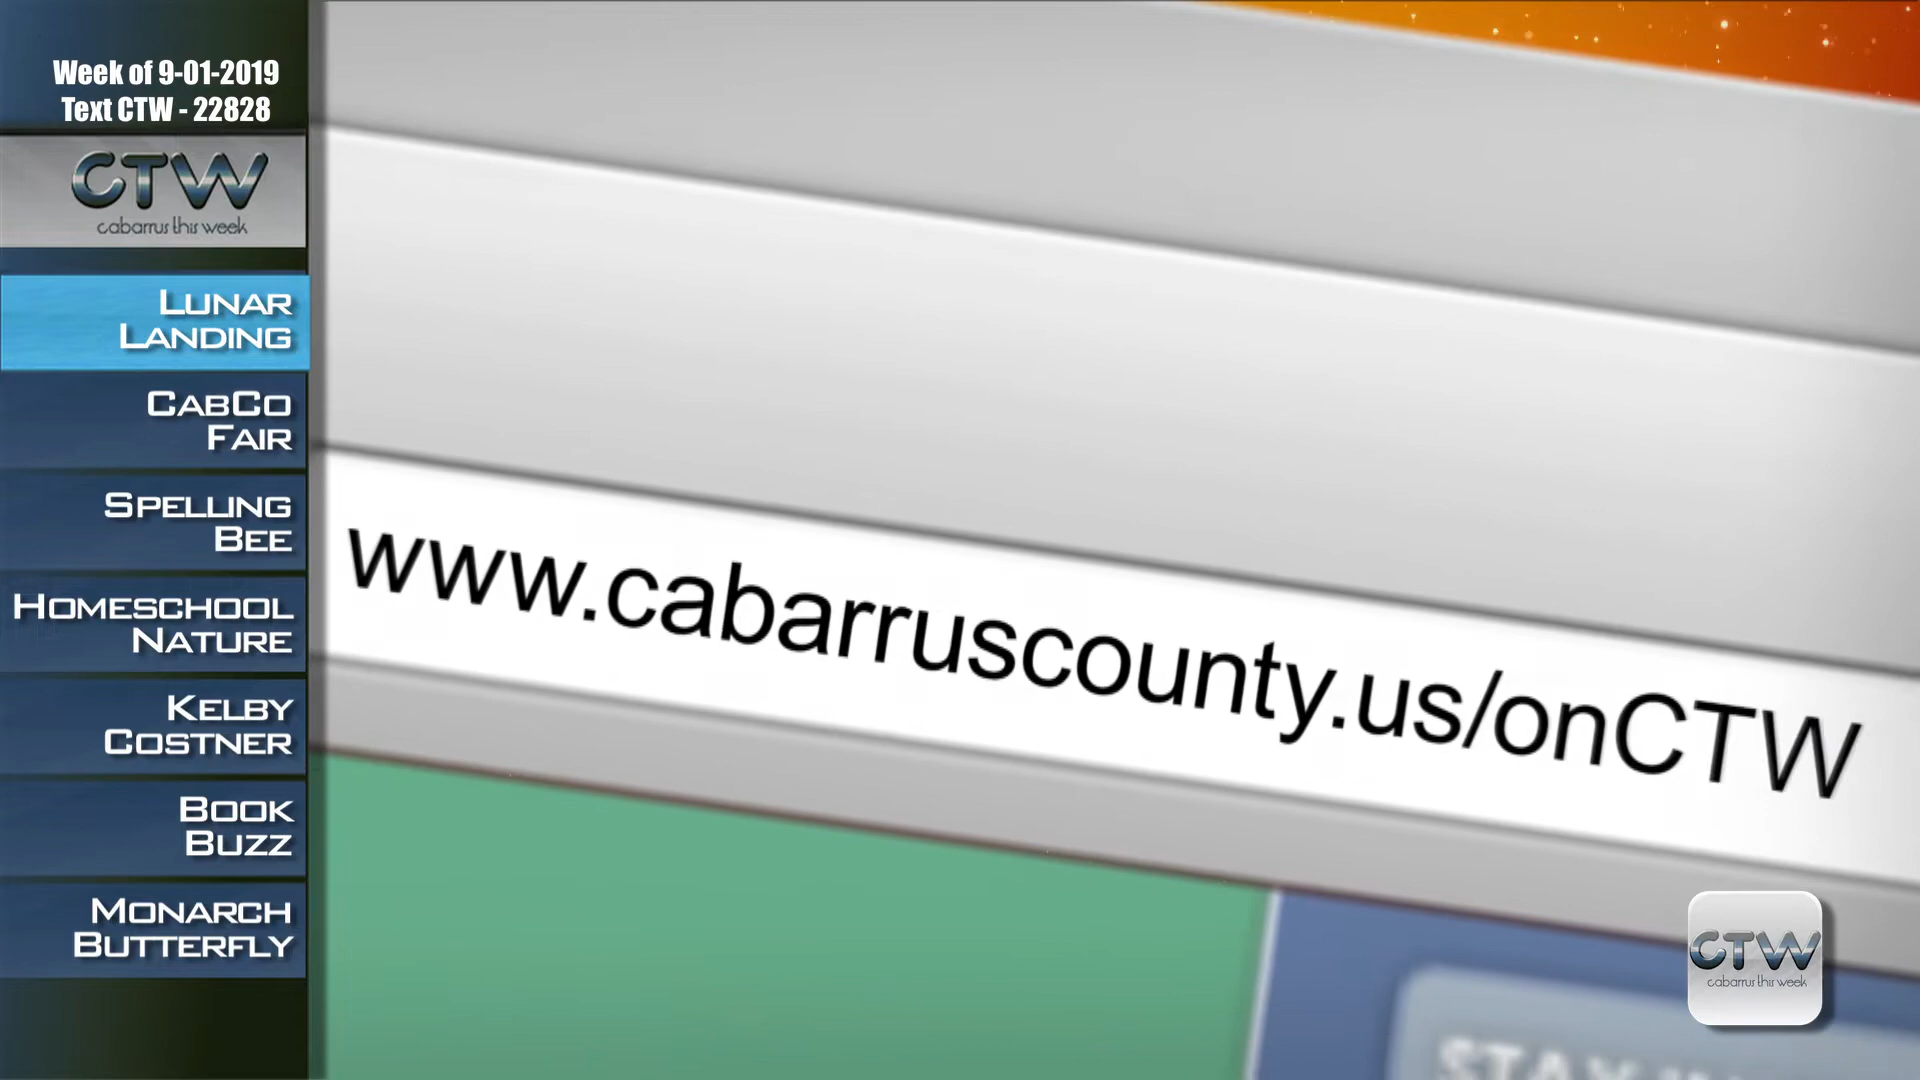 Week of 9-01-2019
Text CTW - 22828
CTW
cabarrus this week
LUNAR
LANDING
CABCO
FAIR
SPELLING
BEE
HOMESCHOOL
NATURE
KELBY
COSTNER
BOOK
BUZZ
MONARCH
BUTTERFLY
www.cabarruscounty.us/onCTW
CTW
cabarrus this week
STAY